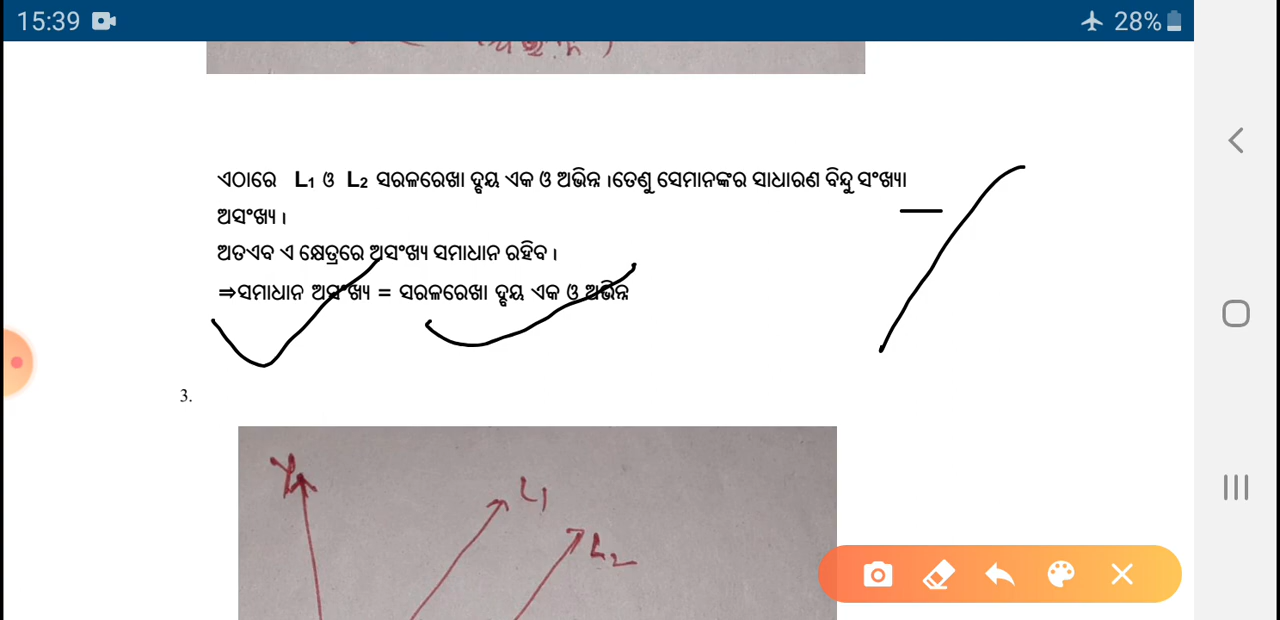 15:39
28%
ଏଠାରେ L₁ ଓ L₂ ସରଳରେଖା ଦ୍ବୟ ଏକ ଓ ଅଭିନ୍ନ ।ତେଣୁ ସେମାନଙ୍କର ସାଧାରଣ ବିନ୍ଦୁ ସଂଖ୍ୟା
ଅସଂଖ୍ୟ ।
ଅତଏବ ଏ କ୍ଷେତ୍ରରେ ଅସଂଖ୍ୟ ସମାଧାନ ରହିବ ।
⇒ସମାଧାନ ଅସଂଖ୍ୟ = ସରଳରେଖା ଦ୍ବୟ ଏକ ଓ ଅଭିନ୍ନ
3.
Y
L1
L2